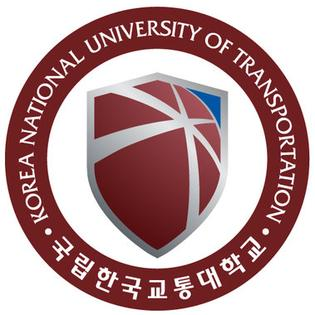 KOREA NATIONAL UNIVERSITY OF TRANSPORTATION
국립한국교통대학교